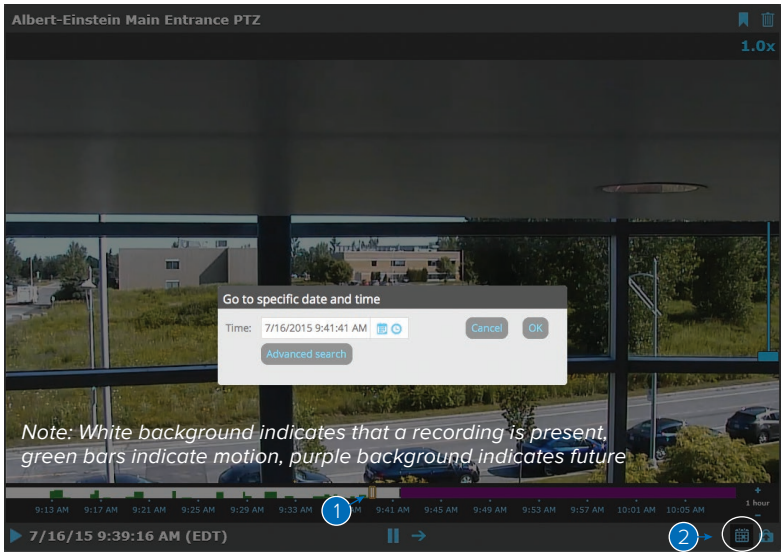 Albert-Einstein Main Entrance PTZ
1.0x
Go to specific date and time
Time: 7/16/2015 9:41:41 AM
Cancel
OK
Advanced search
Note: White background indicates that a recording is present,
green bars indicate motion, purple background indicates future
+
1 hour
−
9:13 AM 9:17 AM 9:21 AM 9:25 AM 9:29 AM 9:33 AM AM 9:41 AM 9:45 AM 9:49 AM 9:53 AM 9:57 AM 10:01 AM 10:05 AM
1
7/16/15 9:39:16 AM (EDT)
2